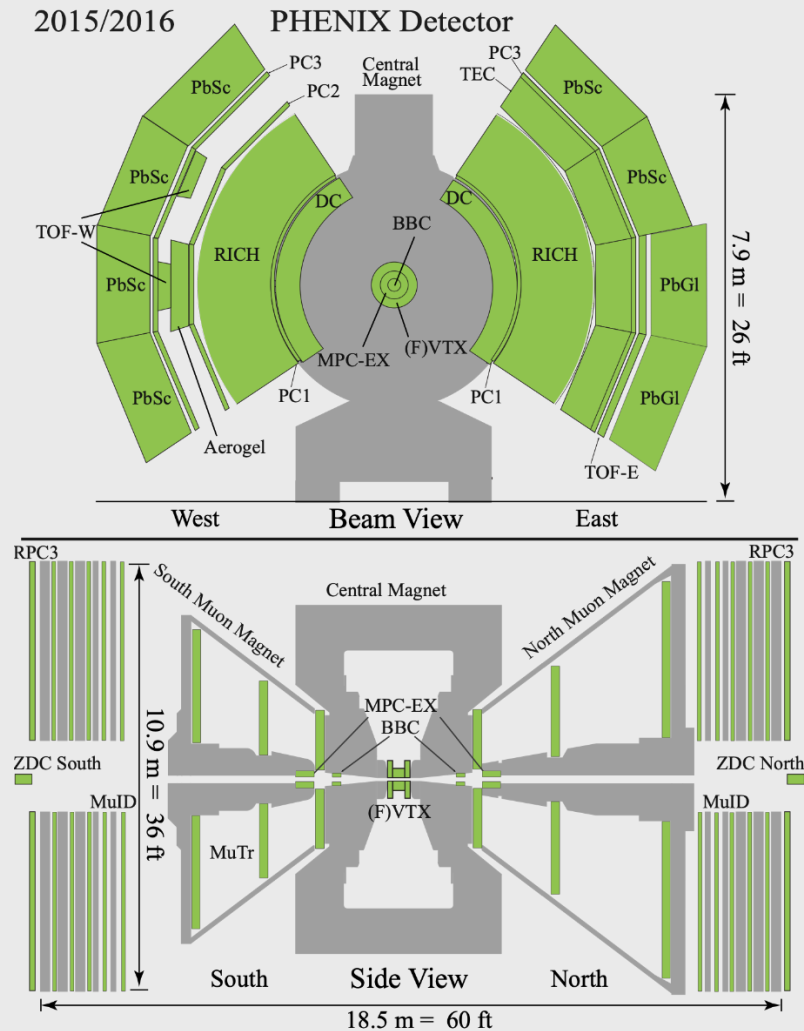 2015/2016 PHENIX Detector
Central
Magnet
PC3
PbSc
PC2
PbSc
TOF-W
PbSc
PbSc
RICH
DC
Aerogel
PC1
BBC
MPC-EX
(F)VTX
PC3
TEC
PbSc
DC
PbSc
RICH
PbGl
PbGl
PC1
TOF-E
7.9 m = 26 ft
West
Beam View
East
RPC3
South Muon Magnet
Central Magnet
North Muon Magnet
RPC3
MPC-EX
BBC
10.9 m = 36 ft
ZDC South
ZDC North
MuID
(F)VTX
MuID
MuTr
South
Side View
North
18.5 m = 60 ft